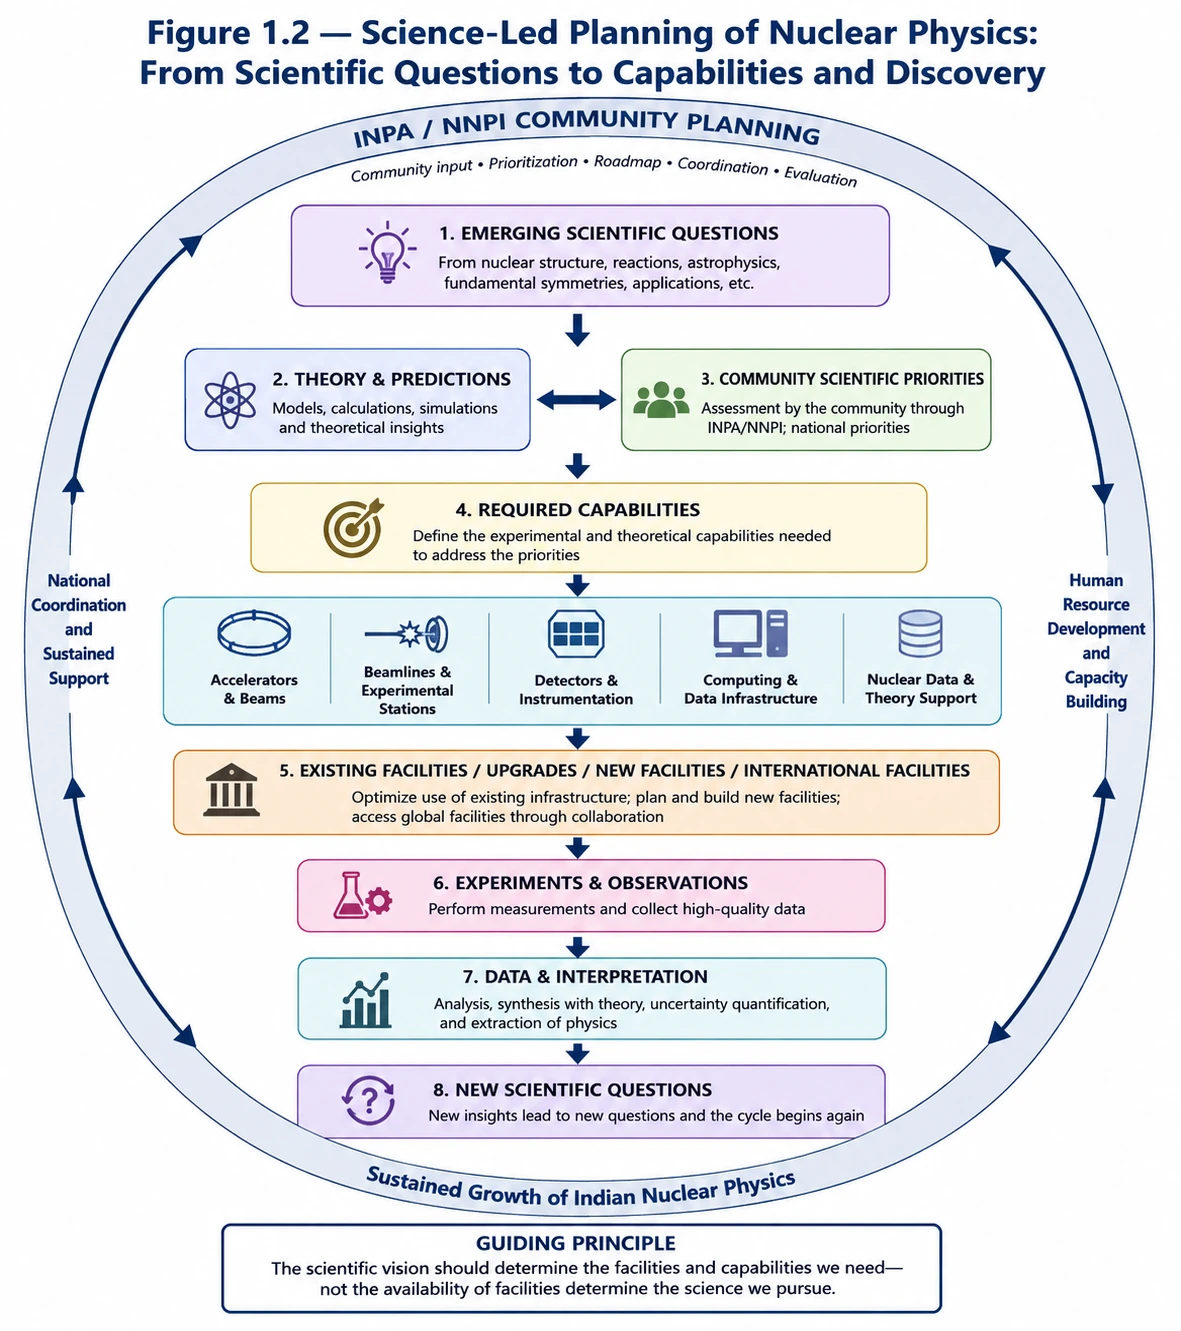 Figure 1.2 — Science-Led Planning of Nuclear Physics:
From Scientific Questions to Capabilities and Discovery
INPA / NNPI COMMUNITY PLANNING
Community input • Prioritization • Roadmap • Coordination • Evaluation
1. EMERGING SCIENTIFIC QUESTIONS
From nuclear structure, reactions, astrophysics,
fundamental symmetries, applications, etc.
2. THEORY & PREDICTIONS
Models, calculations, simulations
and theoretical insights
3. COMMUNITY SCIENTIFIC PRIORITIES
Assessment by the community through
INPA/NNPI; national priorities
4. REQUIRED CAPABILITIES
Define the experimental and theoretical capabilities needed
to address the priorities
National
Coordination
and
Sustained
Support
Accelerators
& Beams
Beamlines &
Experimental
Stations
Detectors &
Instrumentation
Computing &
Data Infrastructure
Nuclear Data &
Theory Support
Human
Resource
Development
and
Capacity
Building
5. EXISTING FACILITIES / UPGRADES / NEW FACILITIES / INTERNATIONAL FACILITIES
Optimize use of existing infrastructure; plan and build new facilities;
access global facilities through collaboration
6. EXPERIMENTS & OBSERVATIONS
Perform measurements and collect high-quality data
7. DATA & INTERPRETATION
Analysis, synthesis with theory, uncertainty quantification,
and extraction of physics
?
8. NEW SCIENTIFIC QUESTIONS
New insights lead to new questions and the cycle begins again
Sustained Growth of Indian Nuclear Physics
GUIDING PRINCIPLE
The scientific vision should determine the facilities and capabilities we need—
not the availability of facilities determine the science we pursue.